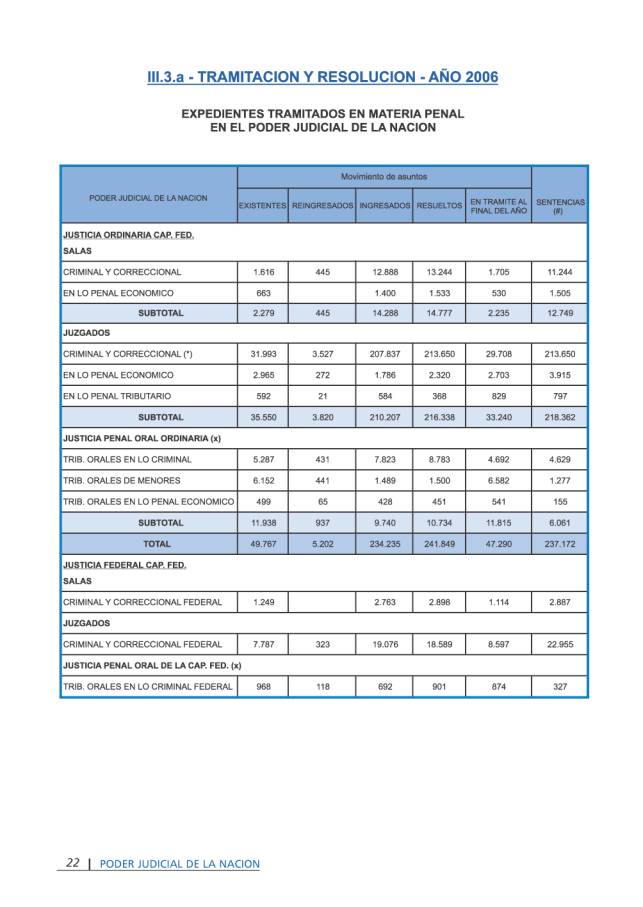 III.3.a - TRAMITACION Y RESOLUCION - AÑO 2006
EXPEDIENTES TRAMITADOS EN MATERIA PENAL
EN EL PODER JUDICIAL DE LA NACION
PODER JUDICIAL DE LA NACION
Movimiento de asuntos
EXISTENTES REINGRESADOS INGRESADOS RESUELTOS EN TRAMITE AL FINAL DEL AÑO SENTENCIAS (#)
JUSTICIA ORDINARIA CAP. FED.
SALAS
CRIMINAL Y CORRECCIONAL 1.616 445 12.888 13.244 1.705 11.244
EN LO PENAL ECONOMICO 663 1.400 1.533 530 1.505
SUBTOTAL 2.279 445 14.288 14.777 2.235 12.749
JUZGADOS
CRIMINAL Y CORRECCIONAL (*) 31.993 3.527 207.837 213.650 29.708 213.650
EN LO PENAL ECONOMICO 2.965 272 1.786 2.320 2.703 3.915
EN LO PENAL TRIBUTARIO 592 21 584 368 829 797
SUBTOTAL 35.550 3.820 210.207 216.338 33.240 218.362
JUSTICIA PENAL ORAL ORDINARIA (x)
TRIB. ORALES EN LO CRIMINAL 5.287 431 7.823 8.783 4.692 4.629
TRIB. ORALES DE MENORES 6.152 441 1.489 1.500 6.582 1.277
TRIB. ORALES EN LO PENAL ECONOMICO 499 65 428 451 541 155
SUBTOTAL 11.938 937 9.740 10.734 11.815 6.061
TOTAL 49.767 5.202 234.235 241.849 47.290 237.172
JUSTICIA FEDERAL CAP. FED.
SALAS
CRIMINAL Y CORRECCIONAL FEDERAL 1.249 2.763 2.898 1.114 2.887
JUZGADOS
CRIMINAL Y CORRECCIONAL FEDERAL 7.787 323 19.076 18.589 8.597 22.955
JUSTICIA PENAL ORAL DE LA CAP. FED. (x)
TRIB. ORALES EN LO CRIMINAL FEDERAL 968 118 692 901 874 327
22 | PODER JUDICIAL DE LA NACION